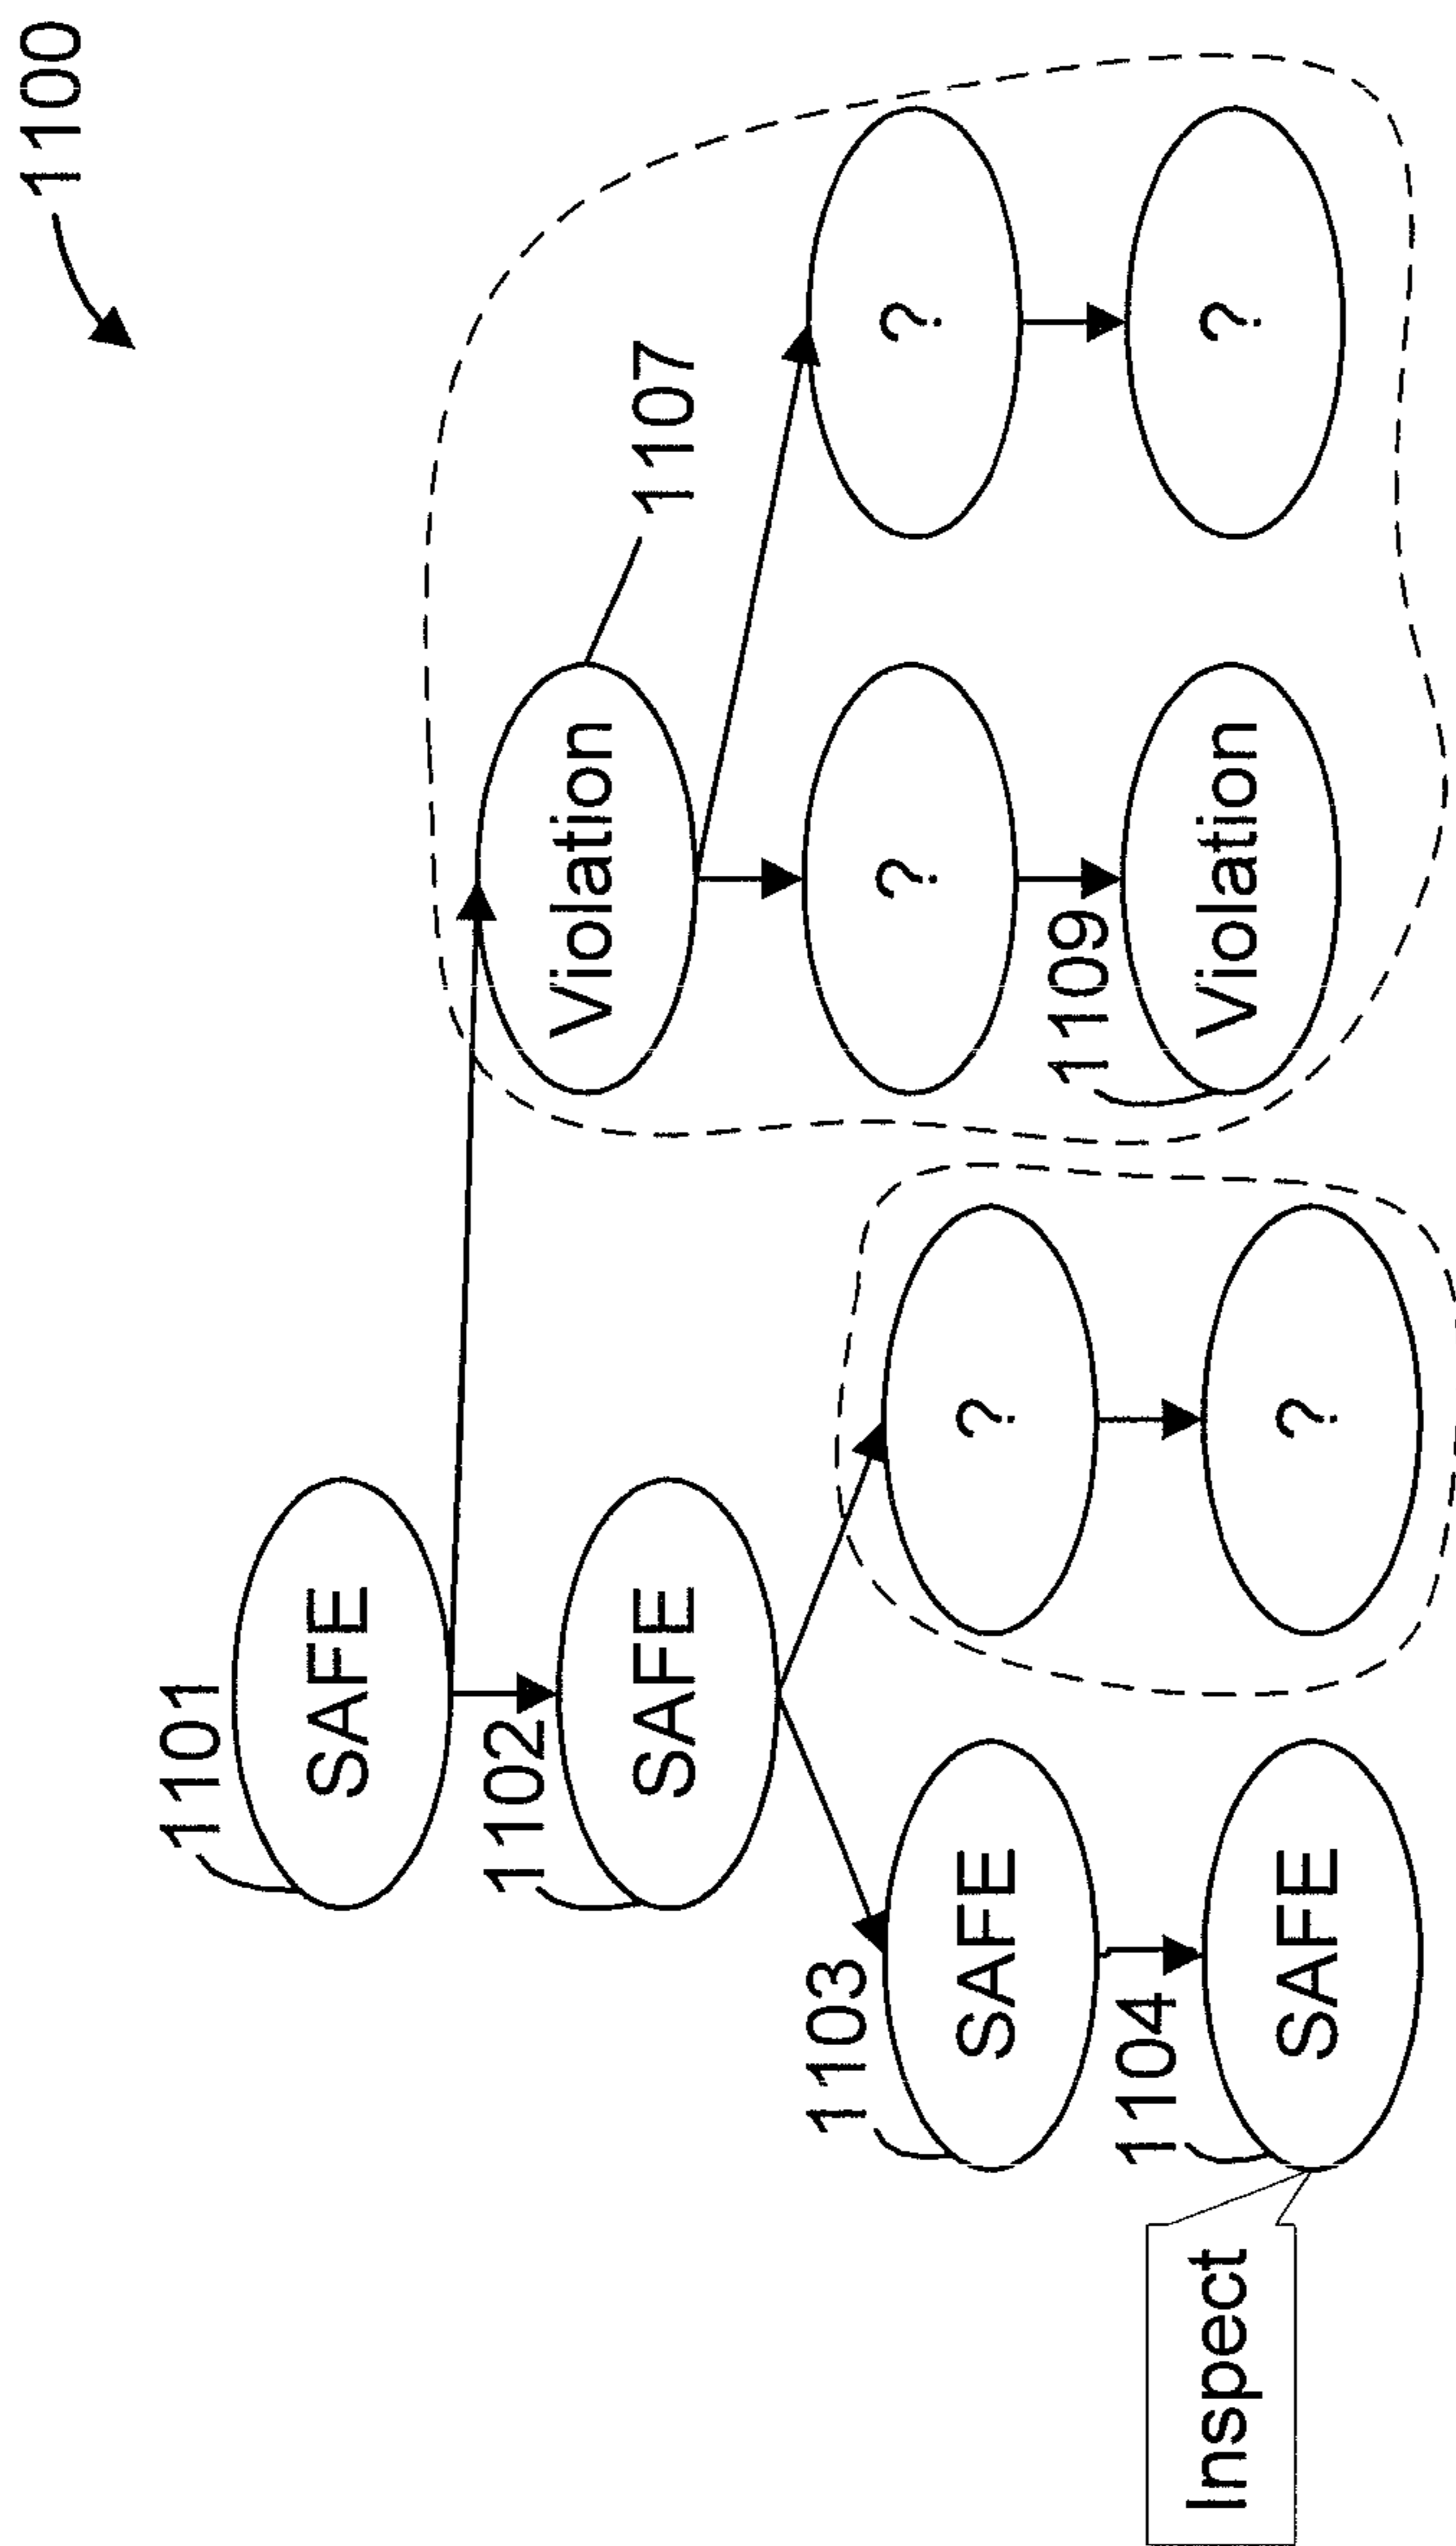 1100
1101
SAFE
1102
Violation
SAFE
1107
1103
?
?
SAFE
?
1109
1104
Inspect
Violation
?
SAFE
?